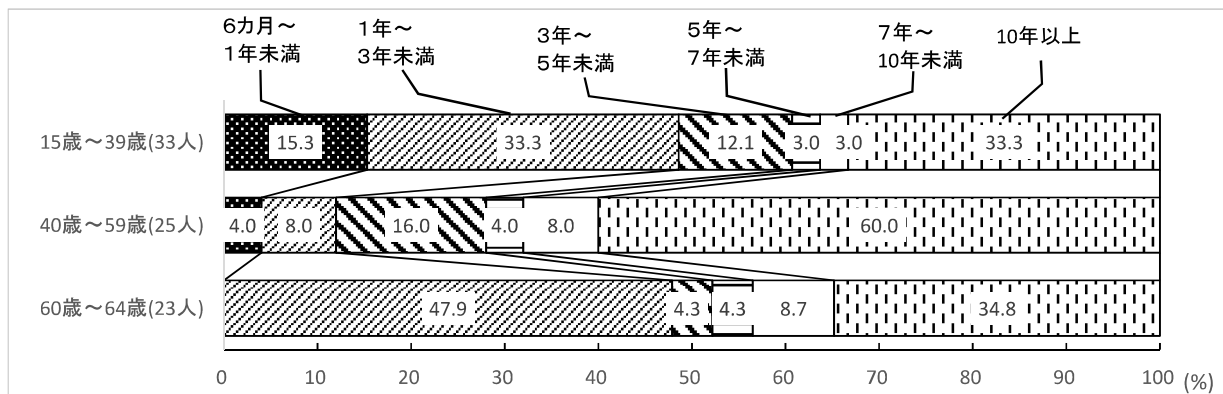 6カ月～
1年未満
1年～
3年未満
3年～
5年未満
5年～
7年未満
7年～
10年未満
10年以上
15歳～39歳(33人)
15.3
33.3
12.1
3.0
3.0
33.3
40歳～59歳(25人)
4.0
8.0
16.0
4.0
8.0
60.0
60歳～64歳(23人)
47.9
4.3
4.3
8.7
34.8
0 10 20 30 40 50 60 70 80 90 100 (%)